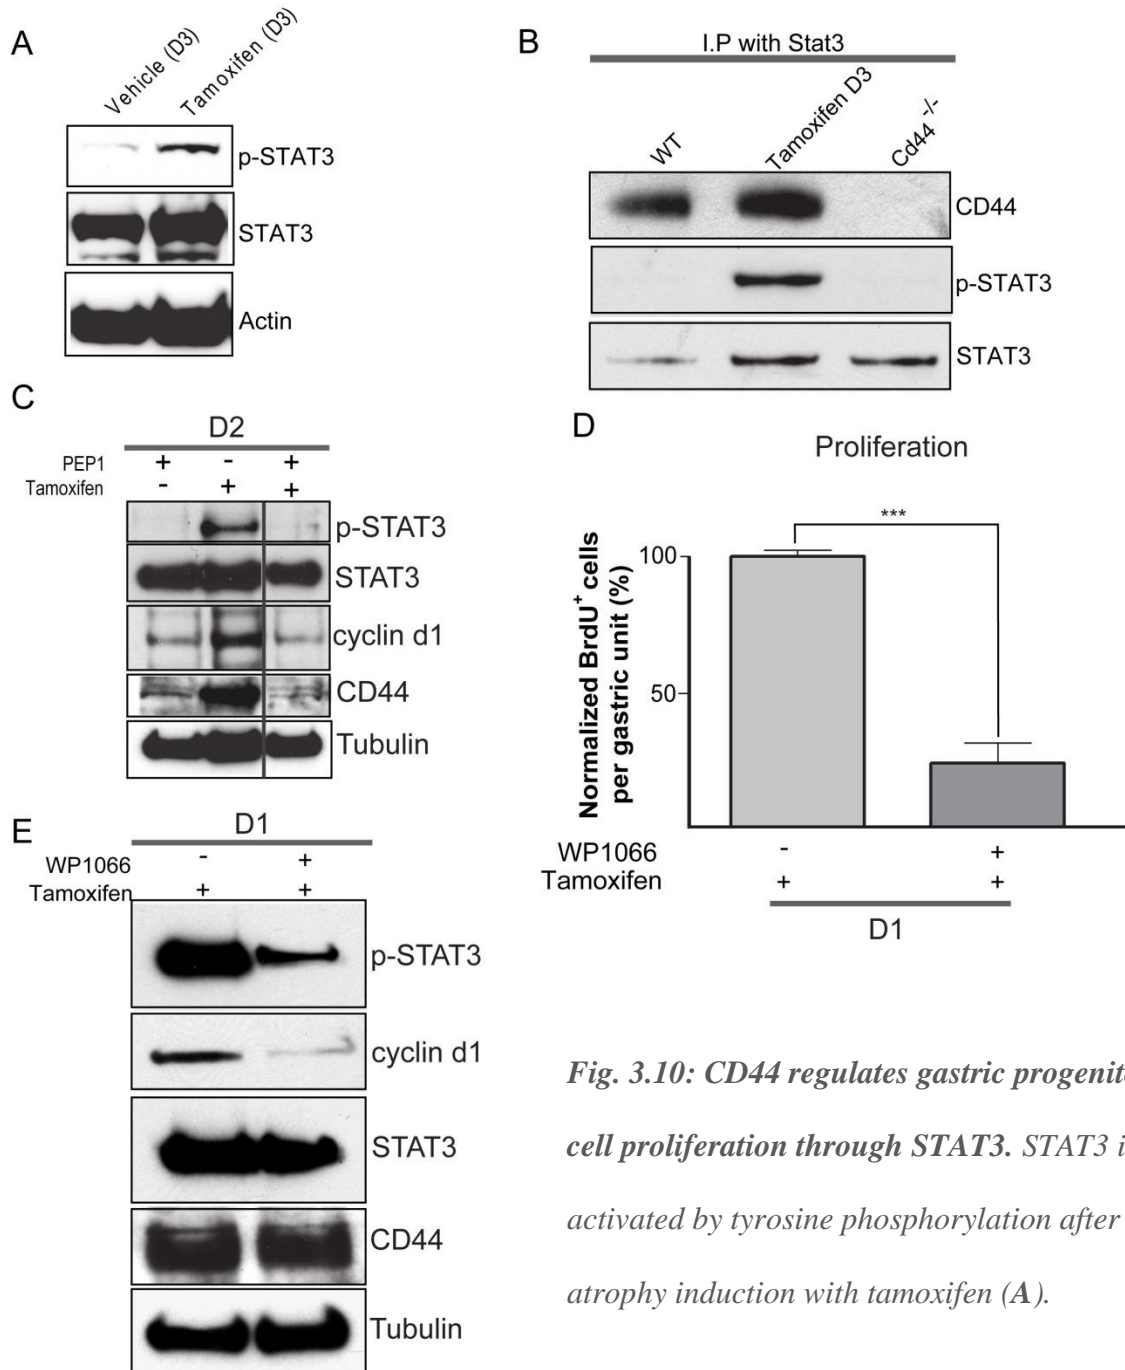 A
Vehicle (D3)
Tamoxifen (D3)
p-STAT3
STAT3
Actin
B
I.P with Stat3
WT
Tamoxifen D3
Cd44 -/-
CD44
p-STAT3
STAT3
C
D2
PEP1 + - +
Tamoxifen - + +
p-STAT3
STAT3
cyclin d1
CD44
Tubulin
D
Proliferation
***
Normalized BrdU+ cells
per gastric unit (%)
100
50
WP1066 - +
Tamoxifen + +
D1
E
D1
WP1066 - +
Tamoxifen + +
p-STAT3
cyclin d1
STAT3
CD44
Tubulin
Fig. 3.10: CD44 regulates gastric progenit
cell proliferation through STAT3. STAT3 i
activated by tyrosine phosphorylation after
atrophy induction with tamoxifen (A).